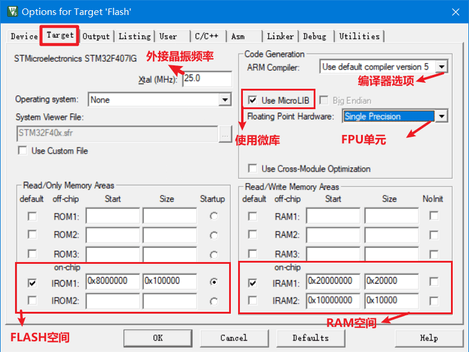 Options for Target 'Flash'
Device Target Output Listing User C/C++ Asm Linker Debug Utilities
STMicroelectronics STM32F407IG
外接晶振频率
Xtal (MHz): 25.0
Operating system: None
System Viewer File:
STM32F40x.sfr
...
Use Custom File
Code Generation
ARM Compiler: Use default compiler version 5
编译器选项
Use MicroLIB Big Endian
Floating Point Hardware: Single Precision
使用微库
FPU单元
Use Cross-Module Optimization
Read/Only Memory Areas
default off-chip Start Size Startup
ROM1:
ROM2:
ROM3:
on-chip
IROM1: 0x8000000 0x100000
IROM2:
FLASH空间
Read/Write Memory Areas
default off-chip Start Size NoInit
RAM1:
RAM2:
RAM3:
on-chip
IRAM1: 0x20000000 0x20000
IRAM2: 0x10000000 0x10000
RAM空间
OK Cancel Defaults Help